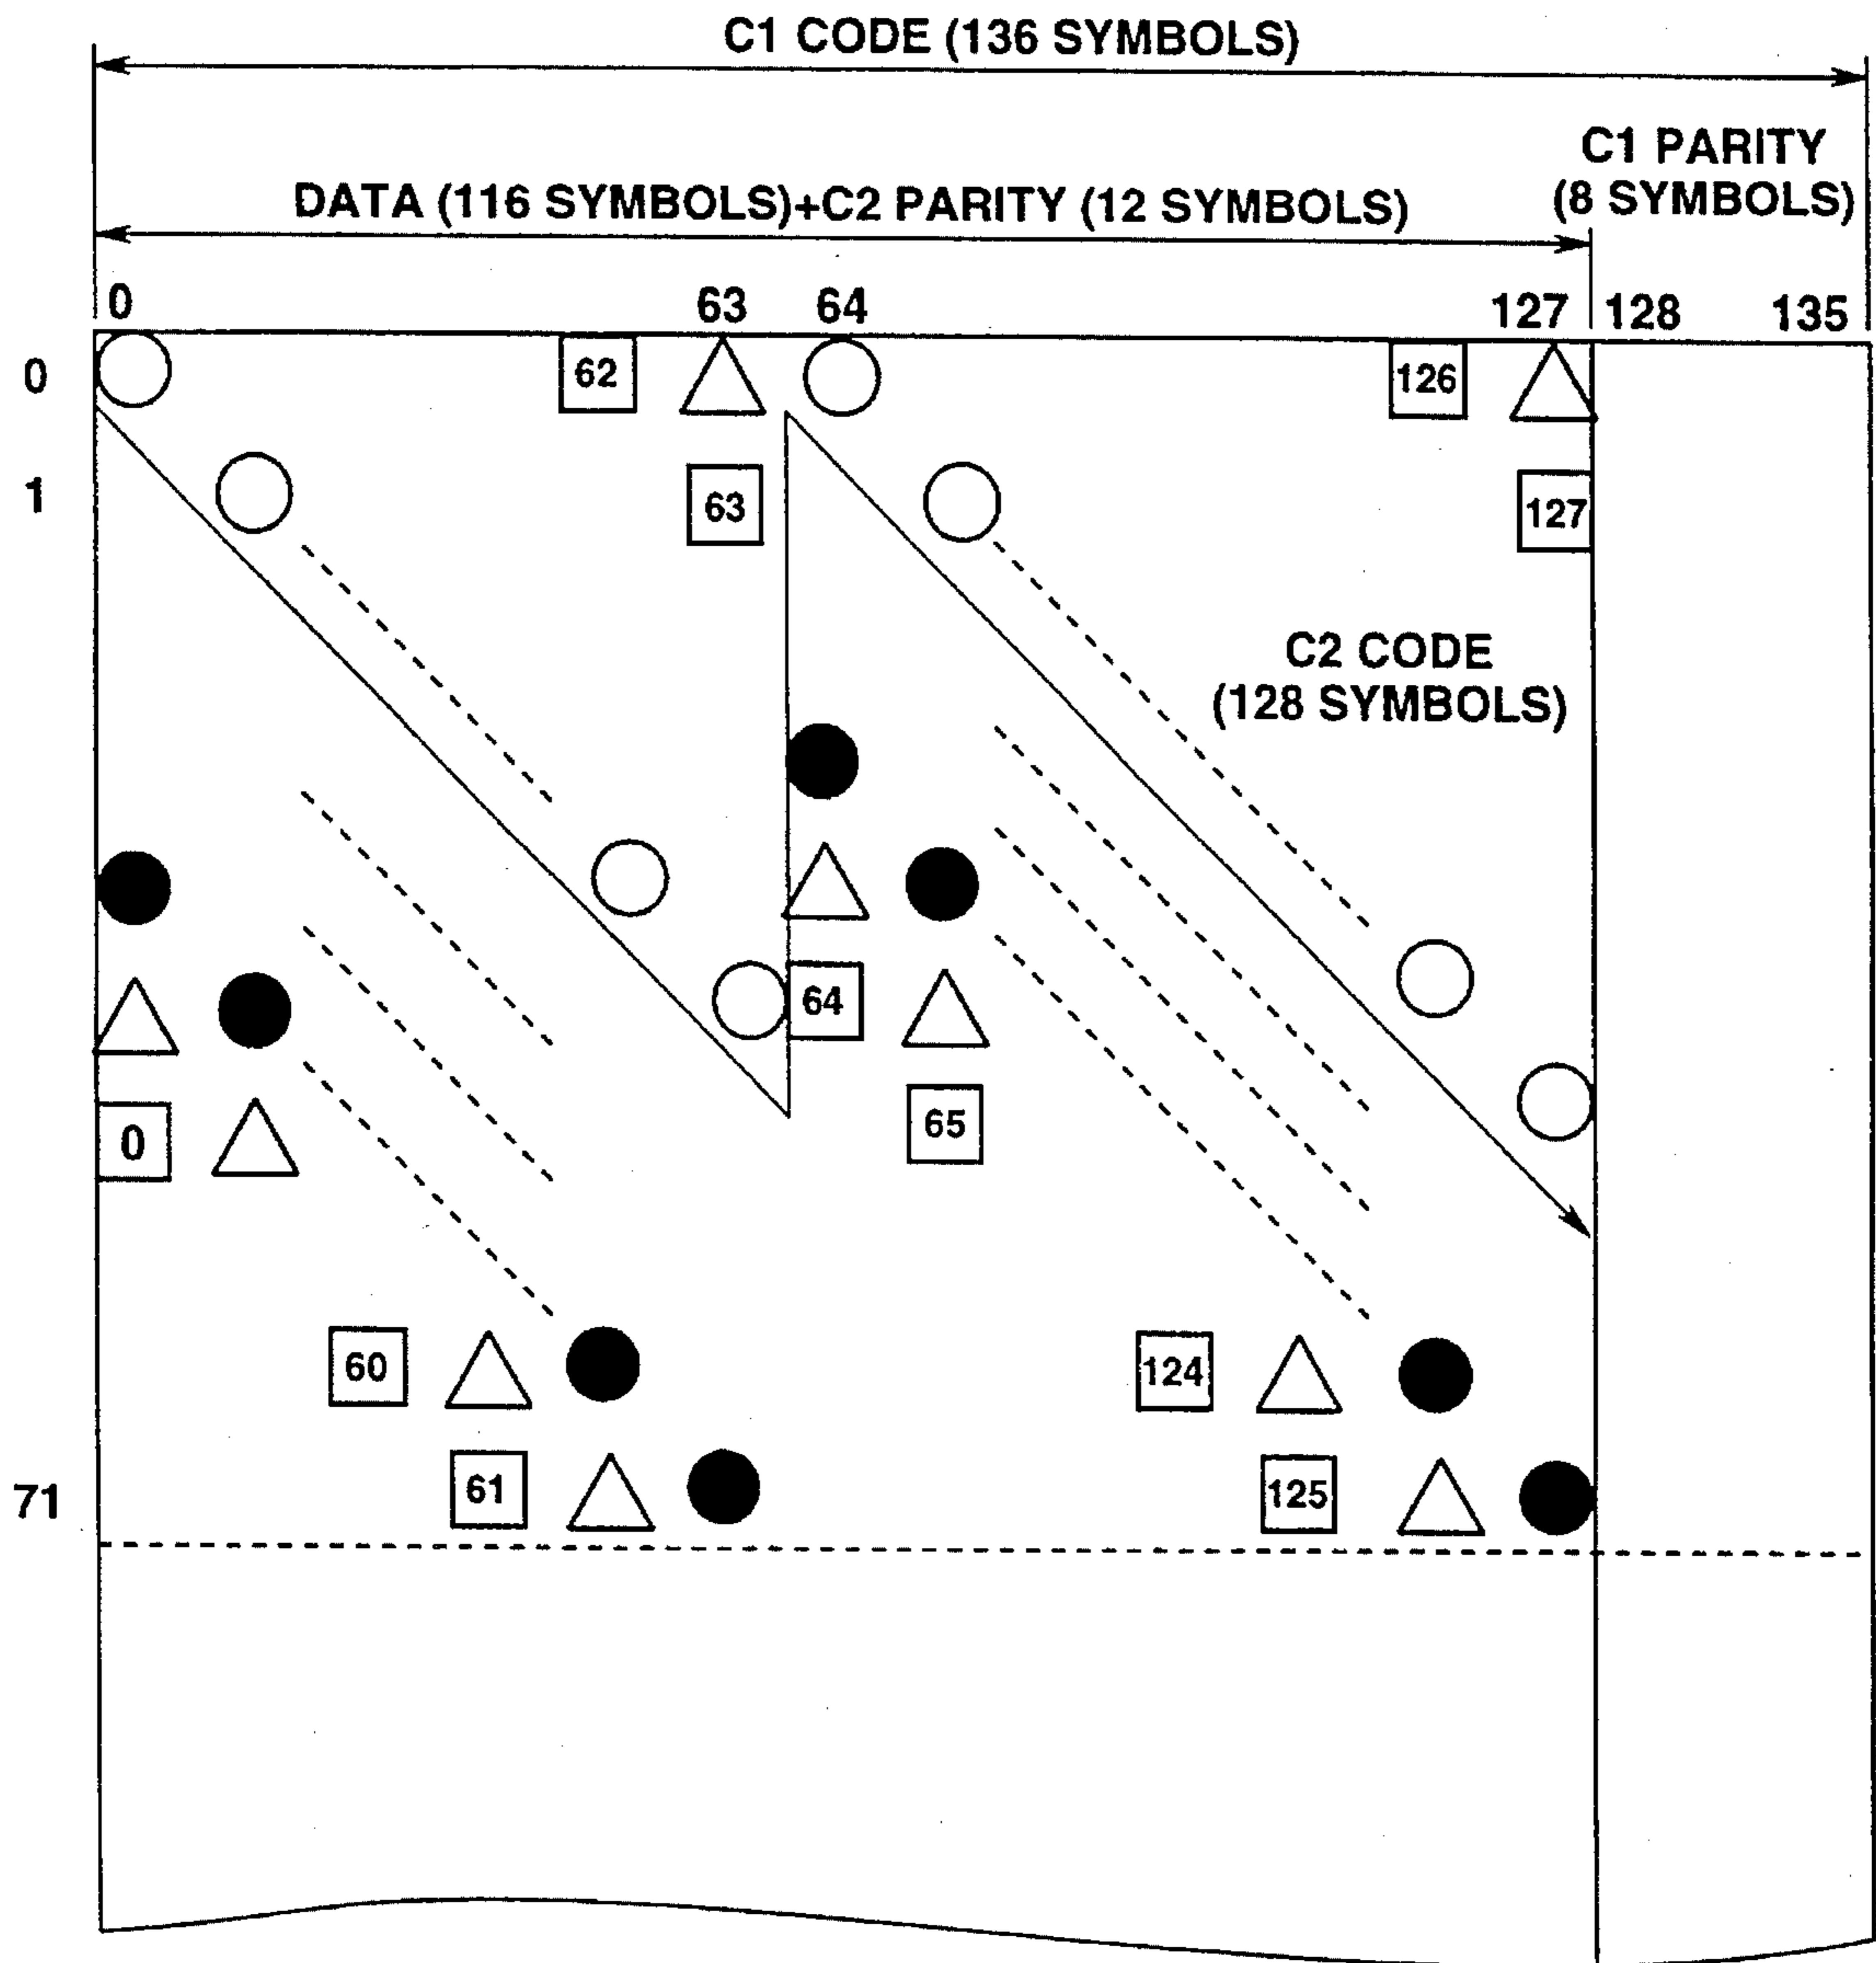 C1 CODE (136 SYMBOLS)
C1 PARITY
(8 SYMBOLS)
DATA (116 SYMBOLS)+C2 PARITY (12 SYMBOLS)
0 63 64 127 128 135
0 62 126
1 63 127
C2 CODE
(128 SYMBOLS)
64
0 65
60 124
71 61 125